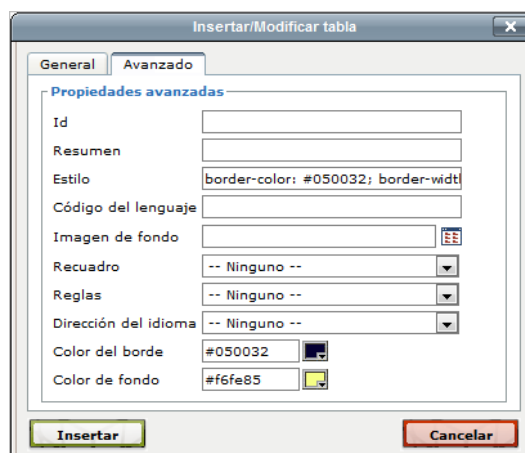 Insertar/Modificar tabla
General Avanzado
Propiedades avanzadas
Id
Resumen
Estilo border-color: #050032; border-widt
Código del lenguaje
Imagen de fondo
Recuadro -- Ninguno --
Reglas -- Ninguno --
Dirección del idioma -- Ninguno --
Color del borde #050032
Color de fondo #f6fe85
Insertar Cancelar